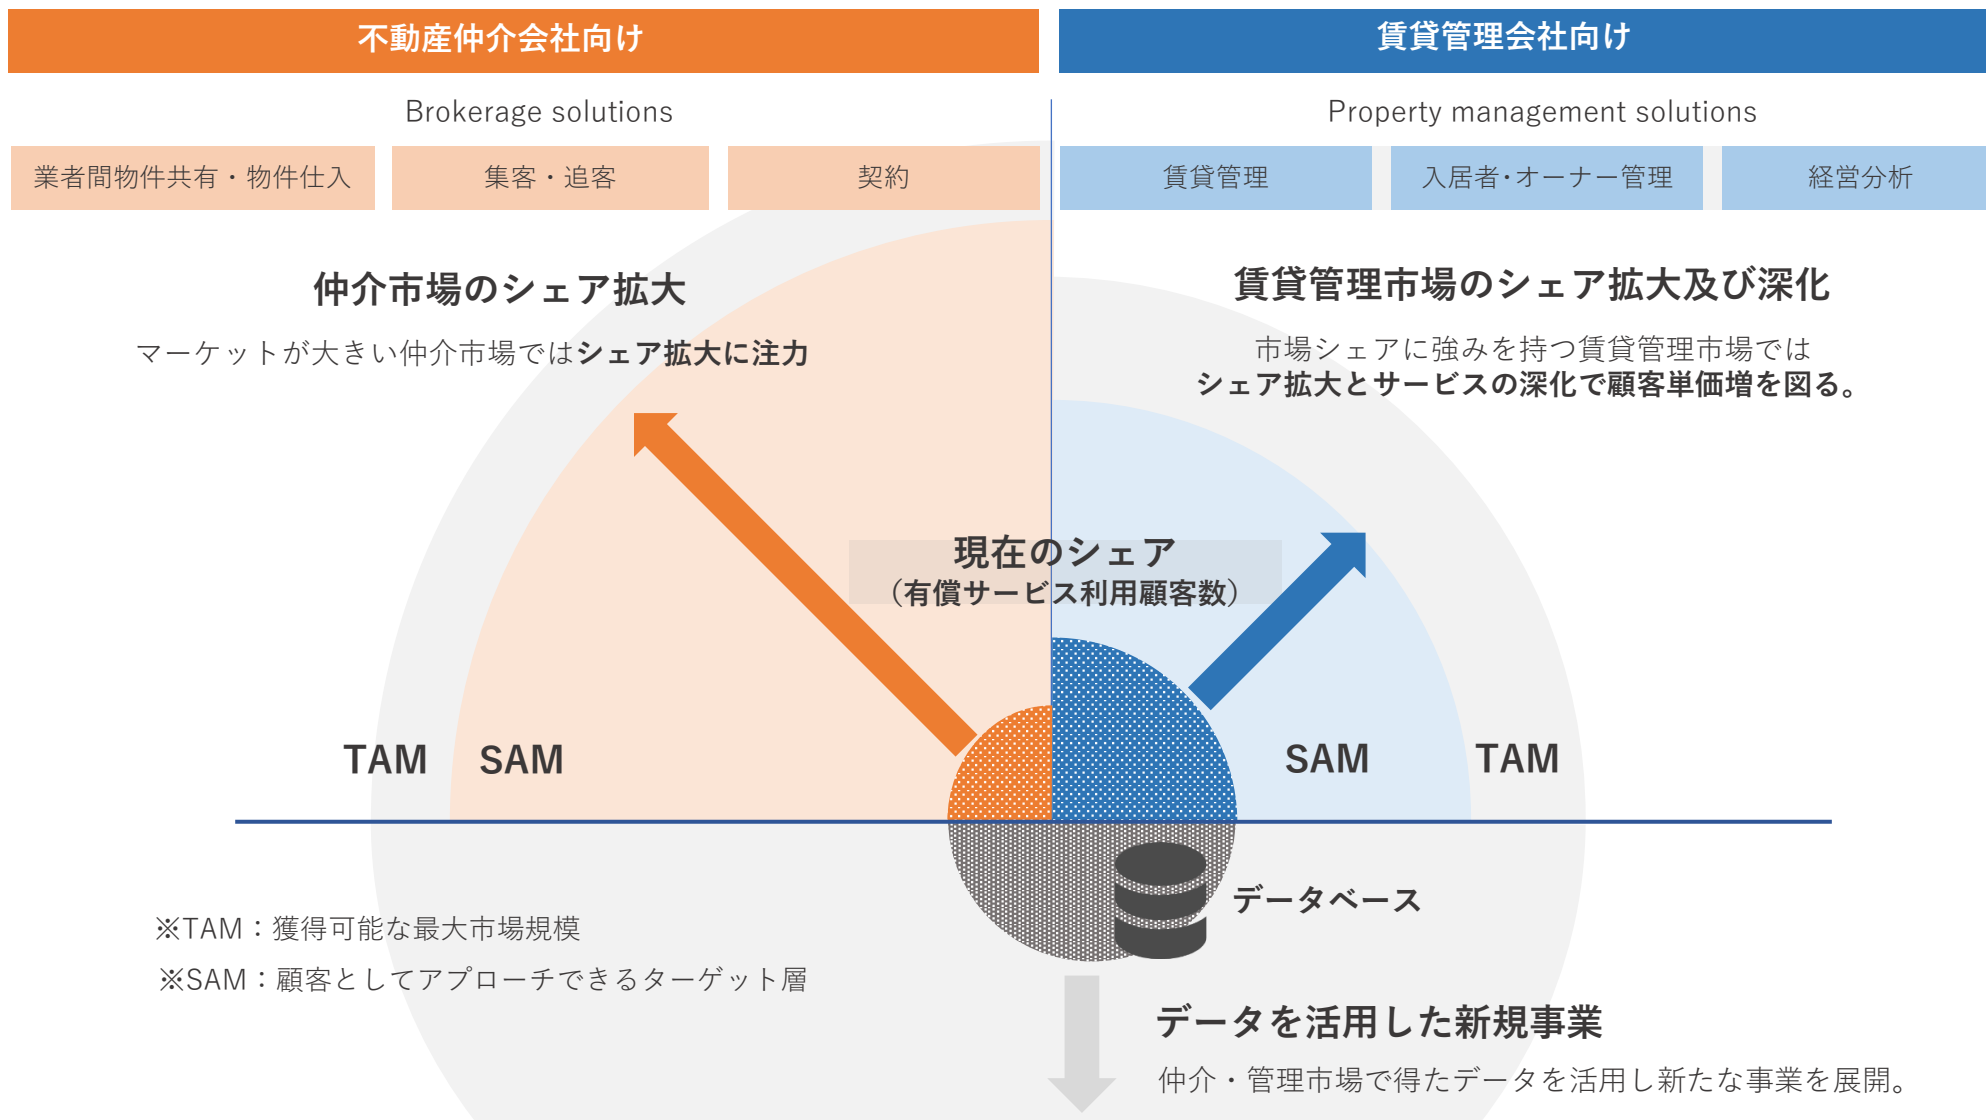 不動産仲介会社向け
賃貸管理会社向け
Brokerage solutions
Property management solutions
業者間物件共有・物件仕入
集客・追客
契約
賃貸管理
入居者・オーナー管理
経営分析
仲介市場のシェア拡大
マーケットが大きい仲介市場ではシェア拡大に注力
賃貸管理市場のシェア拡大及び深化
市場シェアに強みを持つ賃貸管理市場では
シェア拡大とサービスの深化で顧客単価増を図る。
現在のシェア
（有償サービス利用顧客数）
TAM
SAM
SAM
TAM
データベース
※TAM：獲得可能な最大市場規模
※SAM：顧客としてアプローチできるターゲット層
データを活用した新規事業
仲介・管理市場で得たデータを活用し新たな事業を展開。